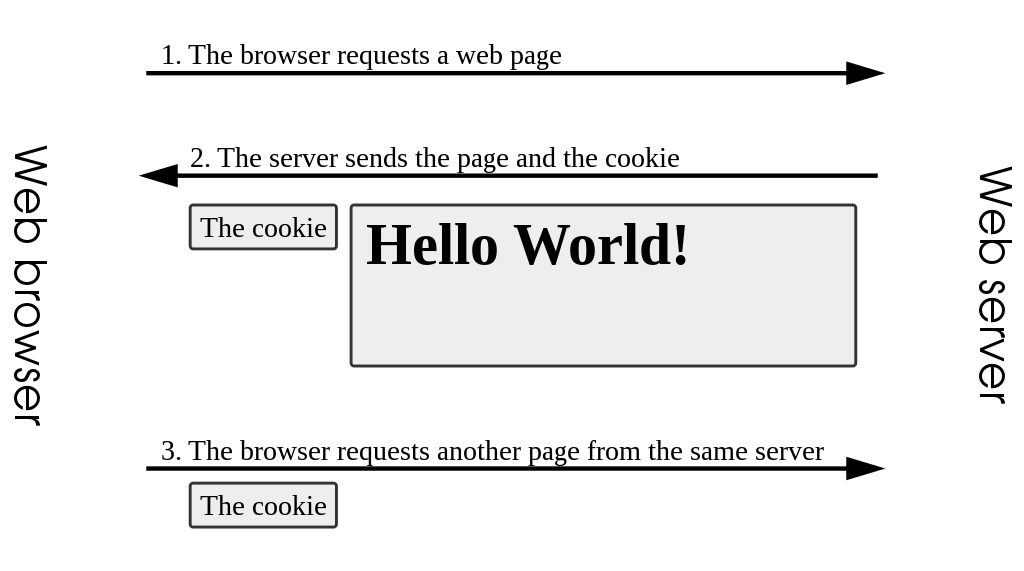 1. The browser requests a web page
2. The server sends the page and the cookie
The cookie
Hello World!
Web browser
Web server
3. The browser requests another page from the same server
The cookie